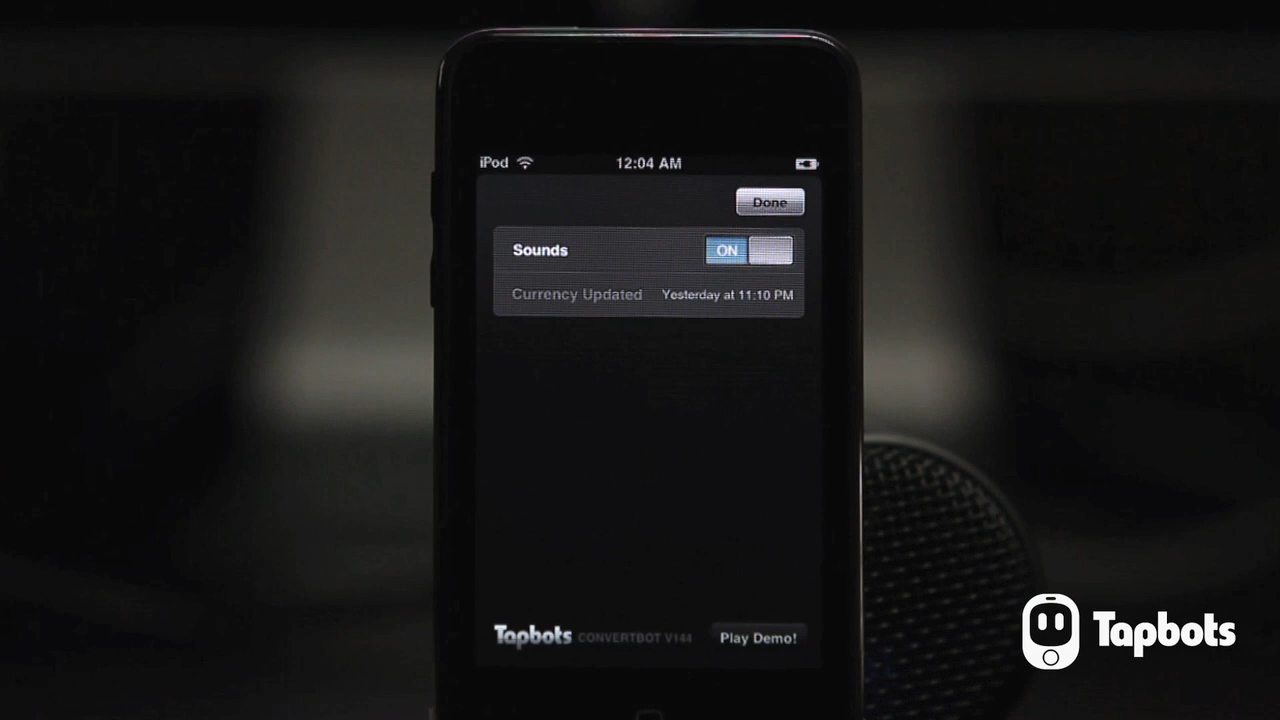 iPod 12:04 AM
Done
Sounds ON
Currency Updated Yesterday at 11:10 PM
Tapbots CONVERTBOT V144 Play Demo!
Tapbots